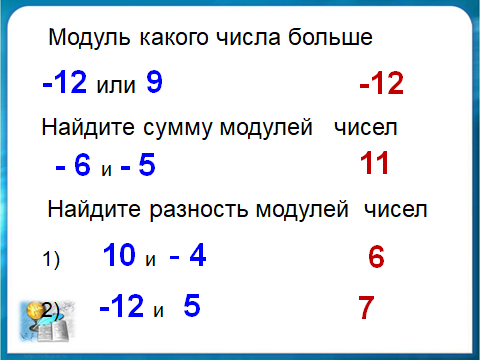 Модуль какого числа больше
-12 или 9 -12
Найдите сумму модулей чисел
- 6 и - 5 11
Найдите разность модулей чисел
1) 10 и - 4 6
2) -12 и 5 7